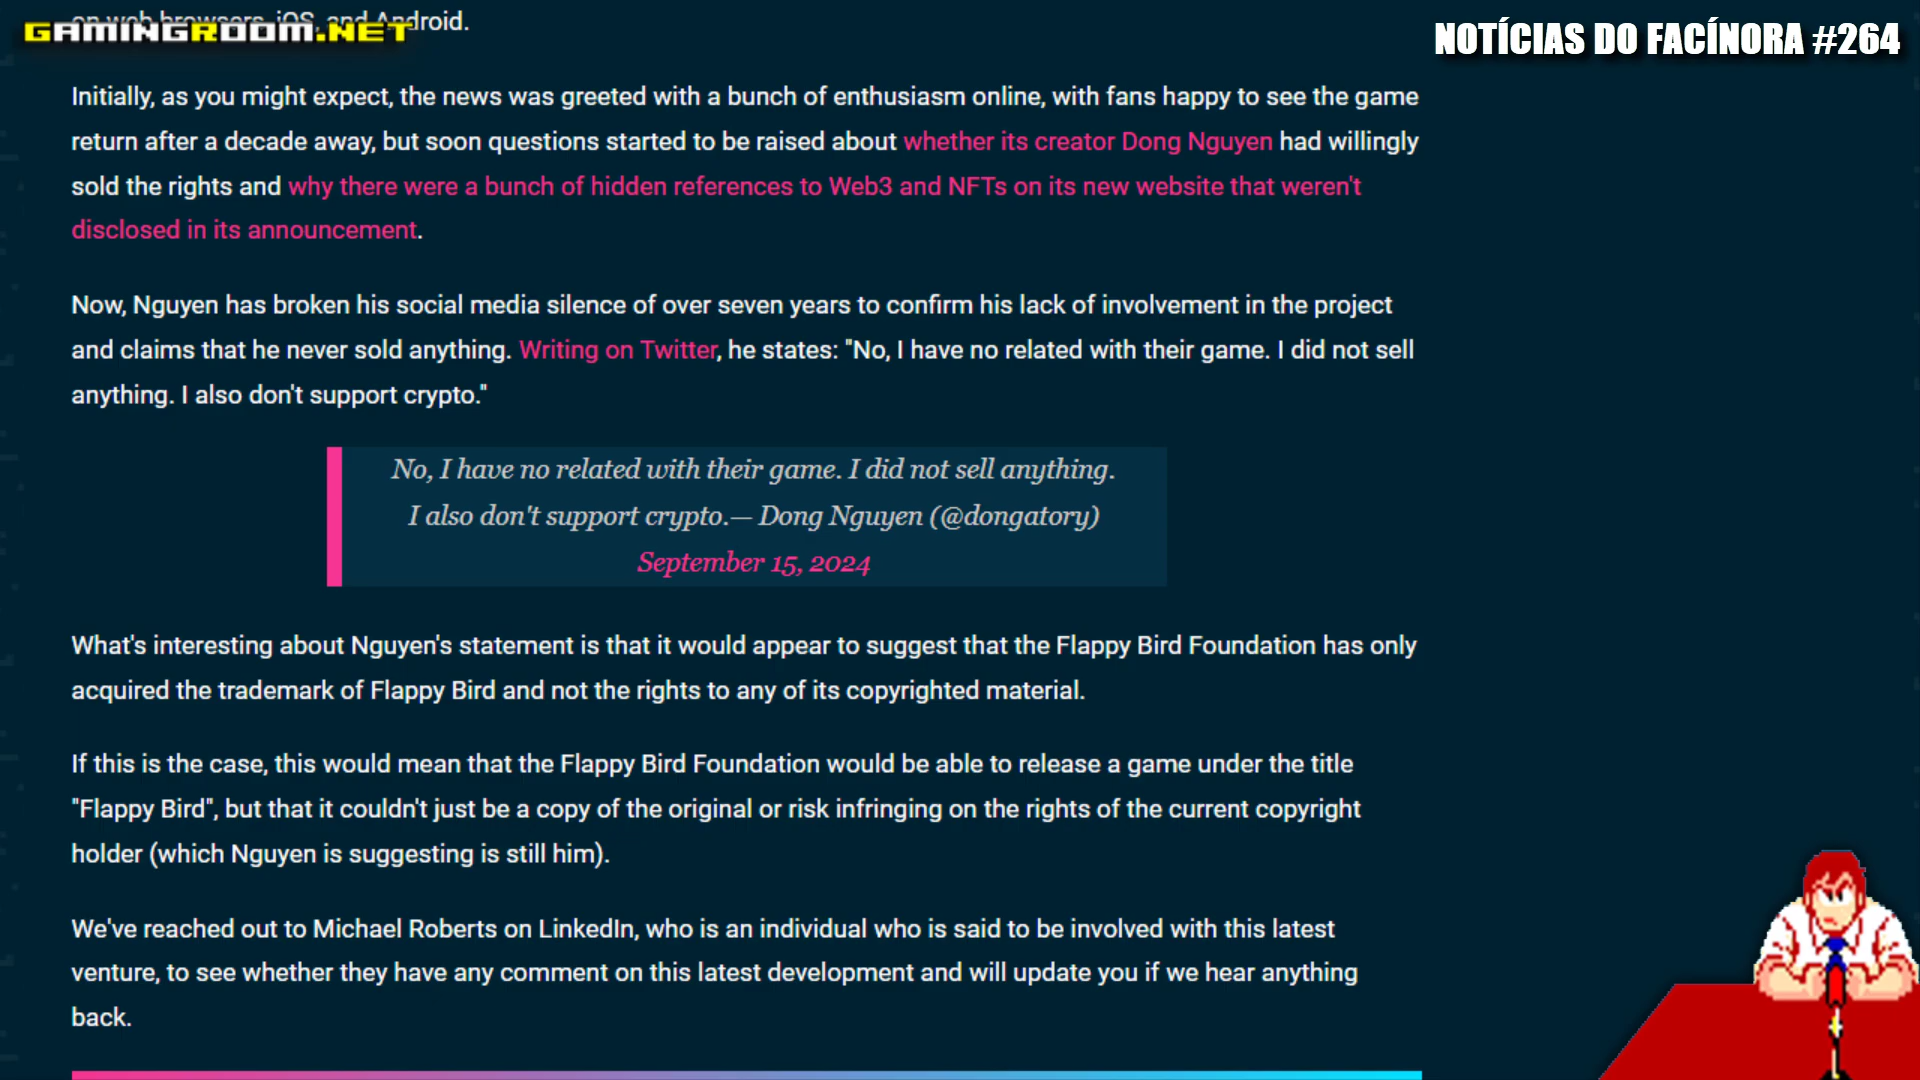 on web browsers, iOS, and Android.
GAMINGROOM.NET
NOTÍCIAS DO FACÍNORA #264
Initially, as you might expect, the news was greeted with a bunch of enthusiasm online, with fans happy to see the game
return after a decade away, but soon questions started to be raised about whether its creator Dong Nguyen had willingly
sold the rights and why there were a bunch of hidden references to Web3 and NFTs on its new website that weren't
disclosed in its announcement.
Now, Nguyen has broken his social media silence of over seven years to confirm his lack of involvement in the project
and claims that he never sold anything. Writing on Twitter, he states: "No, I have no related with their game. I did not sell
anything. I also don't support crypto."
No, I have no related with their game. I did not sell anything.
I also don't support crypto.— Dong Nguyen (@dongatory)
September 15, 2024
What's interesting about Nguyen's statement is that it would appear to suggest that the Flappy Bird Foundation has only
acquired the trademark of Flappy Bird and not the rights to any of its copyrighted material.
If this is the case, this would mean that the Flappy Bird Foundation would be able to release a game under the title
"Flappy Bird", but that it couldn't just be a copy of the original or risk infringing on the rights of the current copyright
holder (which Nguyen is suggesting is still him).
We've reached out to Michael Roberts on LinkedIn, who is an individual who is said to be involved with this latest
venture, to see whether they have any comment on this latest development and will update you if we hear anything
back.